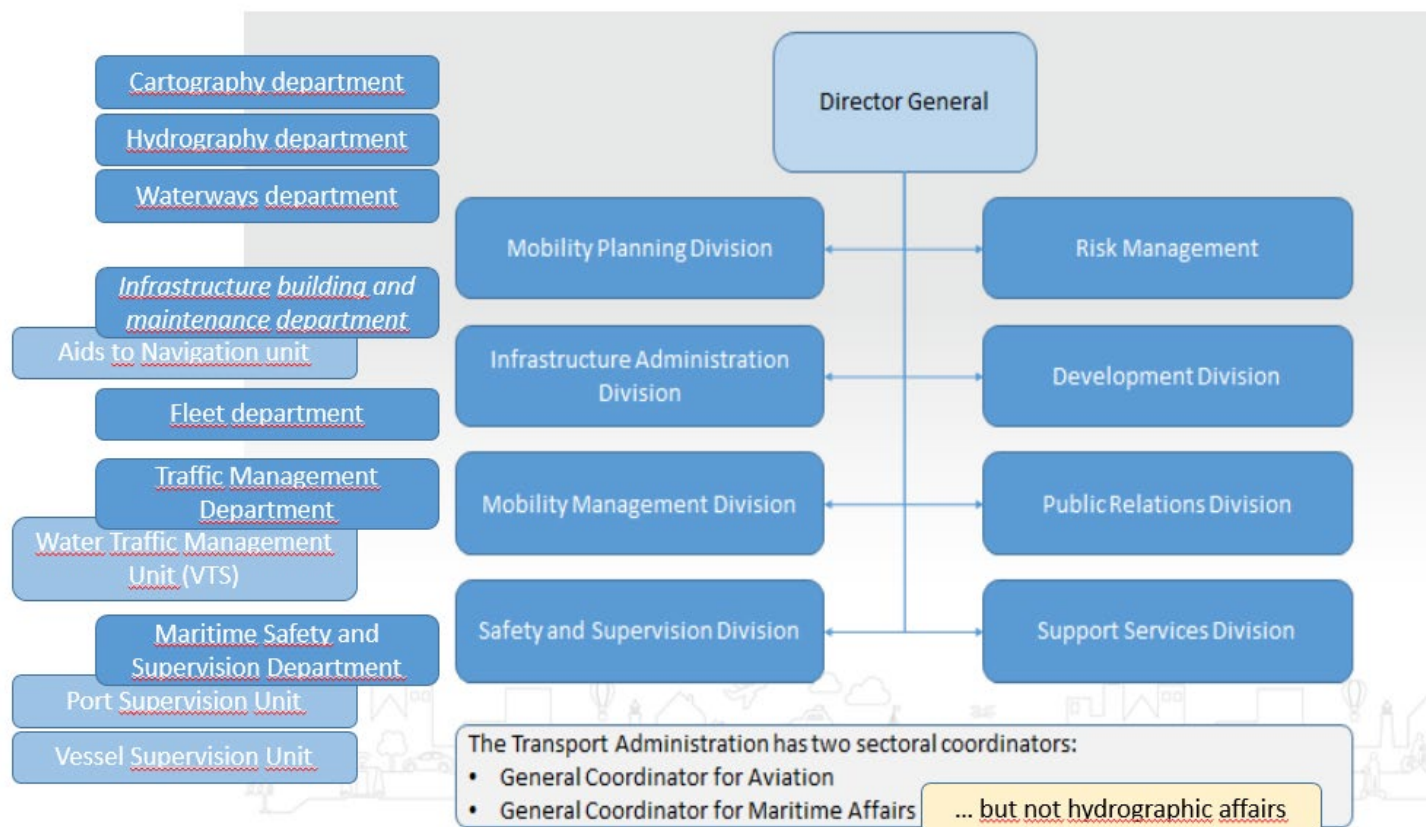 Cartography department
Hydrography department
Waterways department
Infrastructure building and
maintenance department
Aids to Navigation unit
Fleet department
Traffic Management
Department
Water Traffic Management
Unit (VTS)
Maritime Safety and
Supervision Department
Port Supervision Unit
Vessel Supervision Unit
Director General
Mobility Planning Division
Risk Management
Infrastructure Administration
Division
Development Division
Mobility Management Division
Public Relations Division
Safety and Supervision Division
Support Services Division
The Transport Administration has two sectoral coordinators:
• General Coordinator for Aviation
• General Coordinator for Maritime Affairs
... but not hydrographic affairs